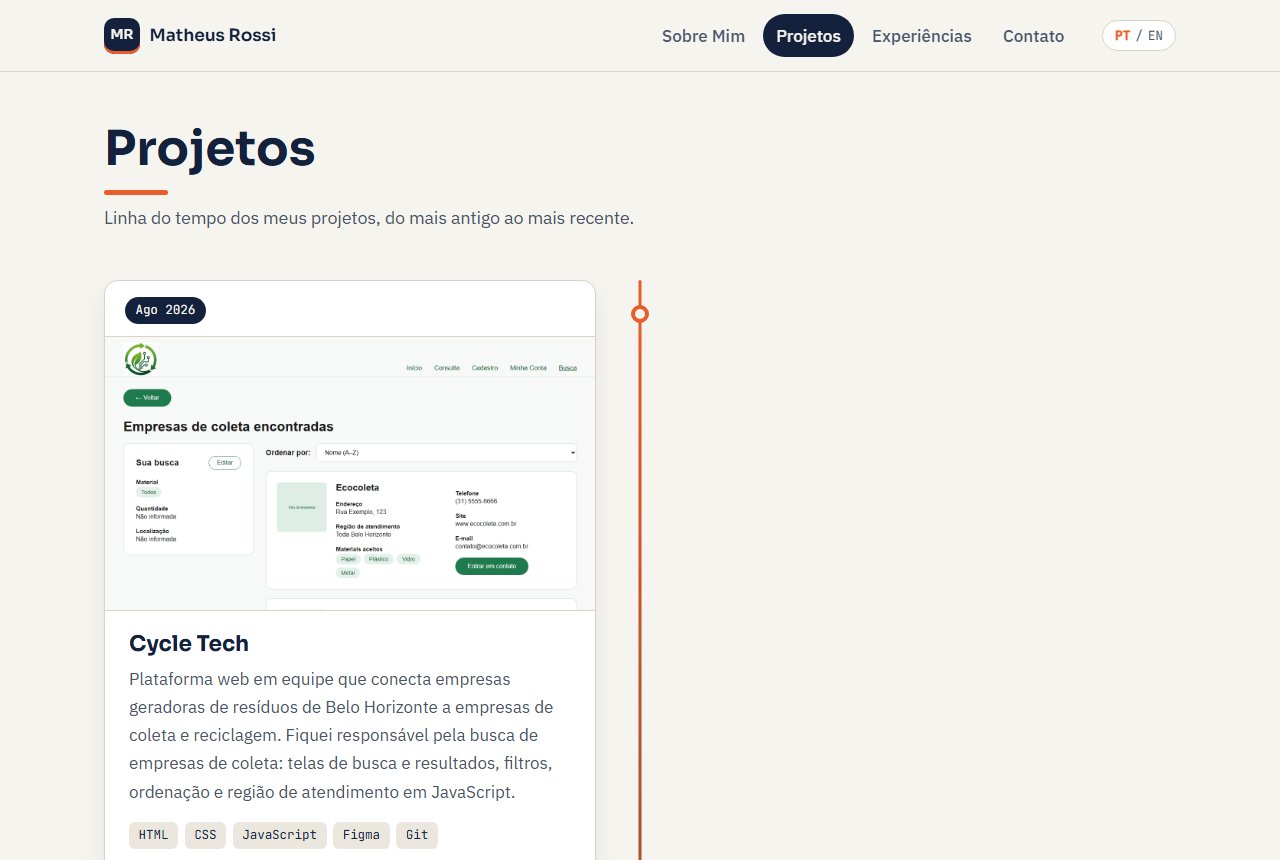 MR Matheus Rossi
Sobre Mim Projetos Experiências Contato PT / EN
Projetos
Linha do tempo dos meus projetos, do mais antigo ao mais recente.
Ago 2026
Início Consulta Cadastro Minha Conta Busca
← Voltar
Empresas de coleta encontradas
Sua busca Editar
Material
Todos
Quantidade
Não informada
Localização
Não informada
Ordenar por: Nome (A–Z)
Ecocoleta
Endereço
Rua Exemplo, 123
Região de atendimento
Toda Belo Horizonte
Materiais aceitos
Papel Plástico Vidro
Metal
Telefone
(31) 5555.6666
Site
www.ecocoleta.com.br
E-mail
contato@ecocoleta.com.br
Entrar em contato
Cycle Tech
Plataforma web em equipe que conecta empresas
geradoras de resíduos de Belo Horizonte a empresas de
coleta e reciclagem. Fiquei responsável pela busca de
empresas de coleta: telas de busca e resultados, filtros,
ordenação e região de atendimento em JavaScript.
HTML CSS JavaScript Figma Git